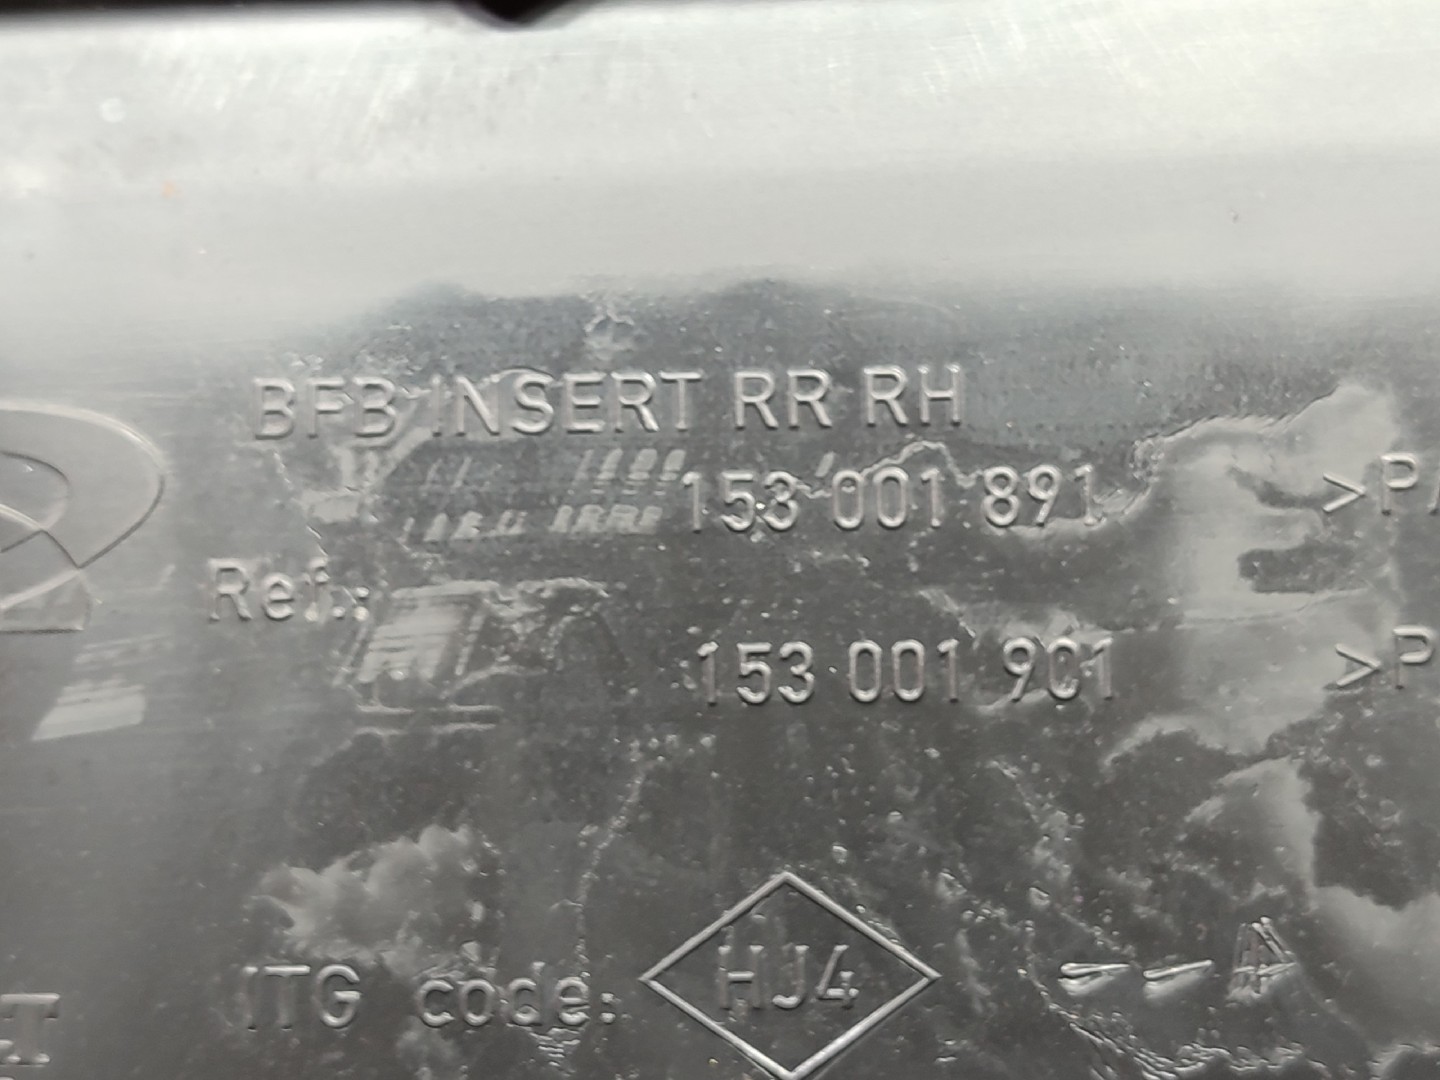 BFB INSERT RR RH
153 001 891 >P
Ref.:
153 001 901 >P
ITG code: HJ4